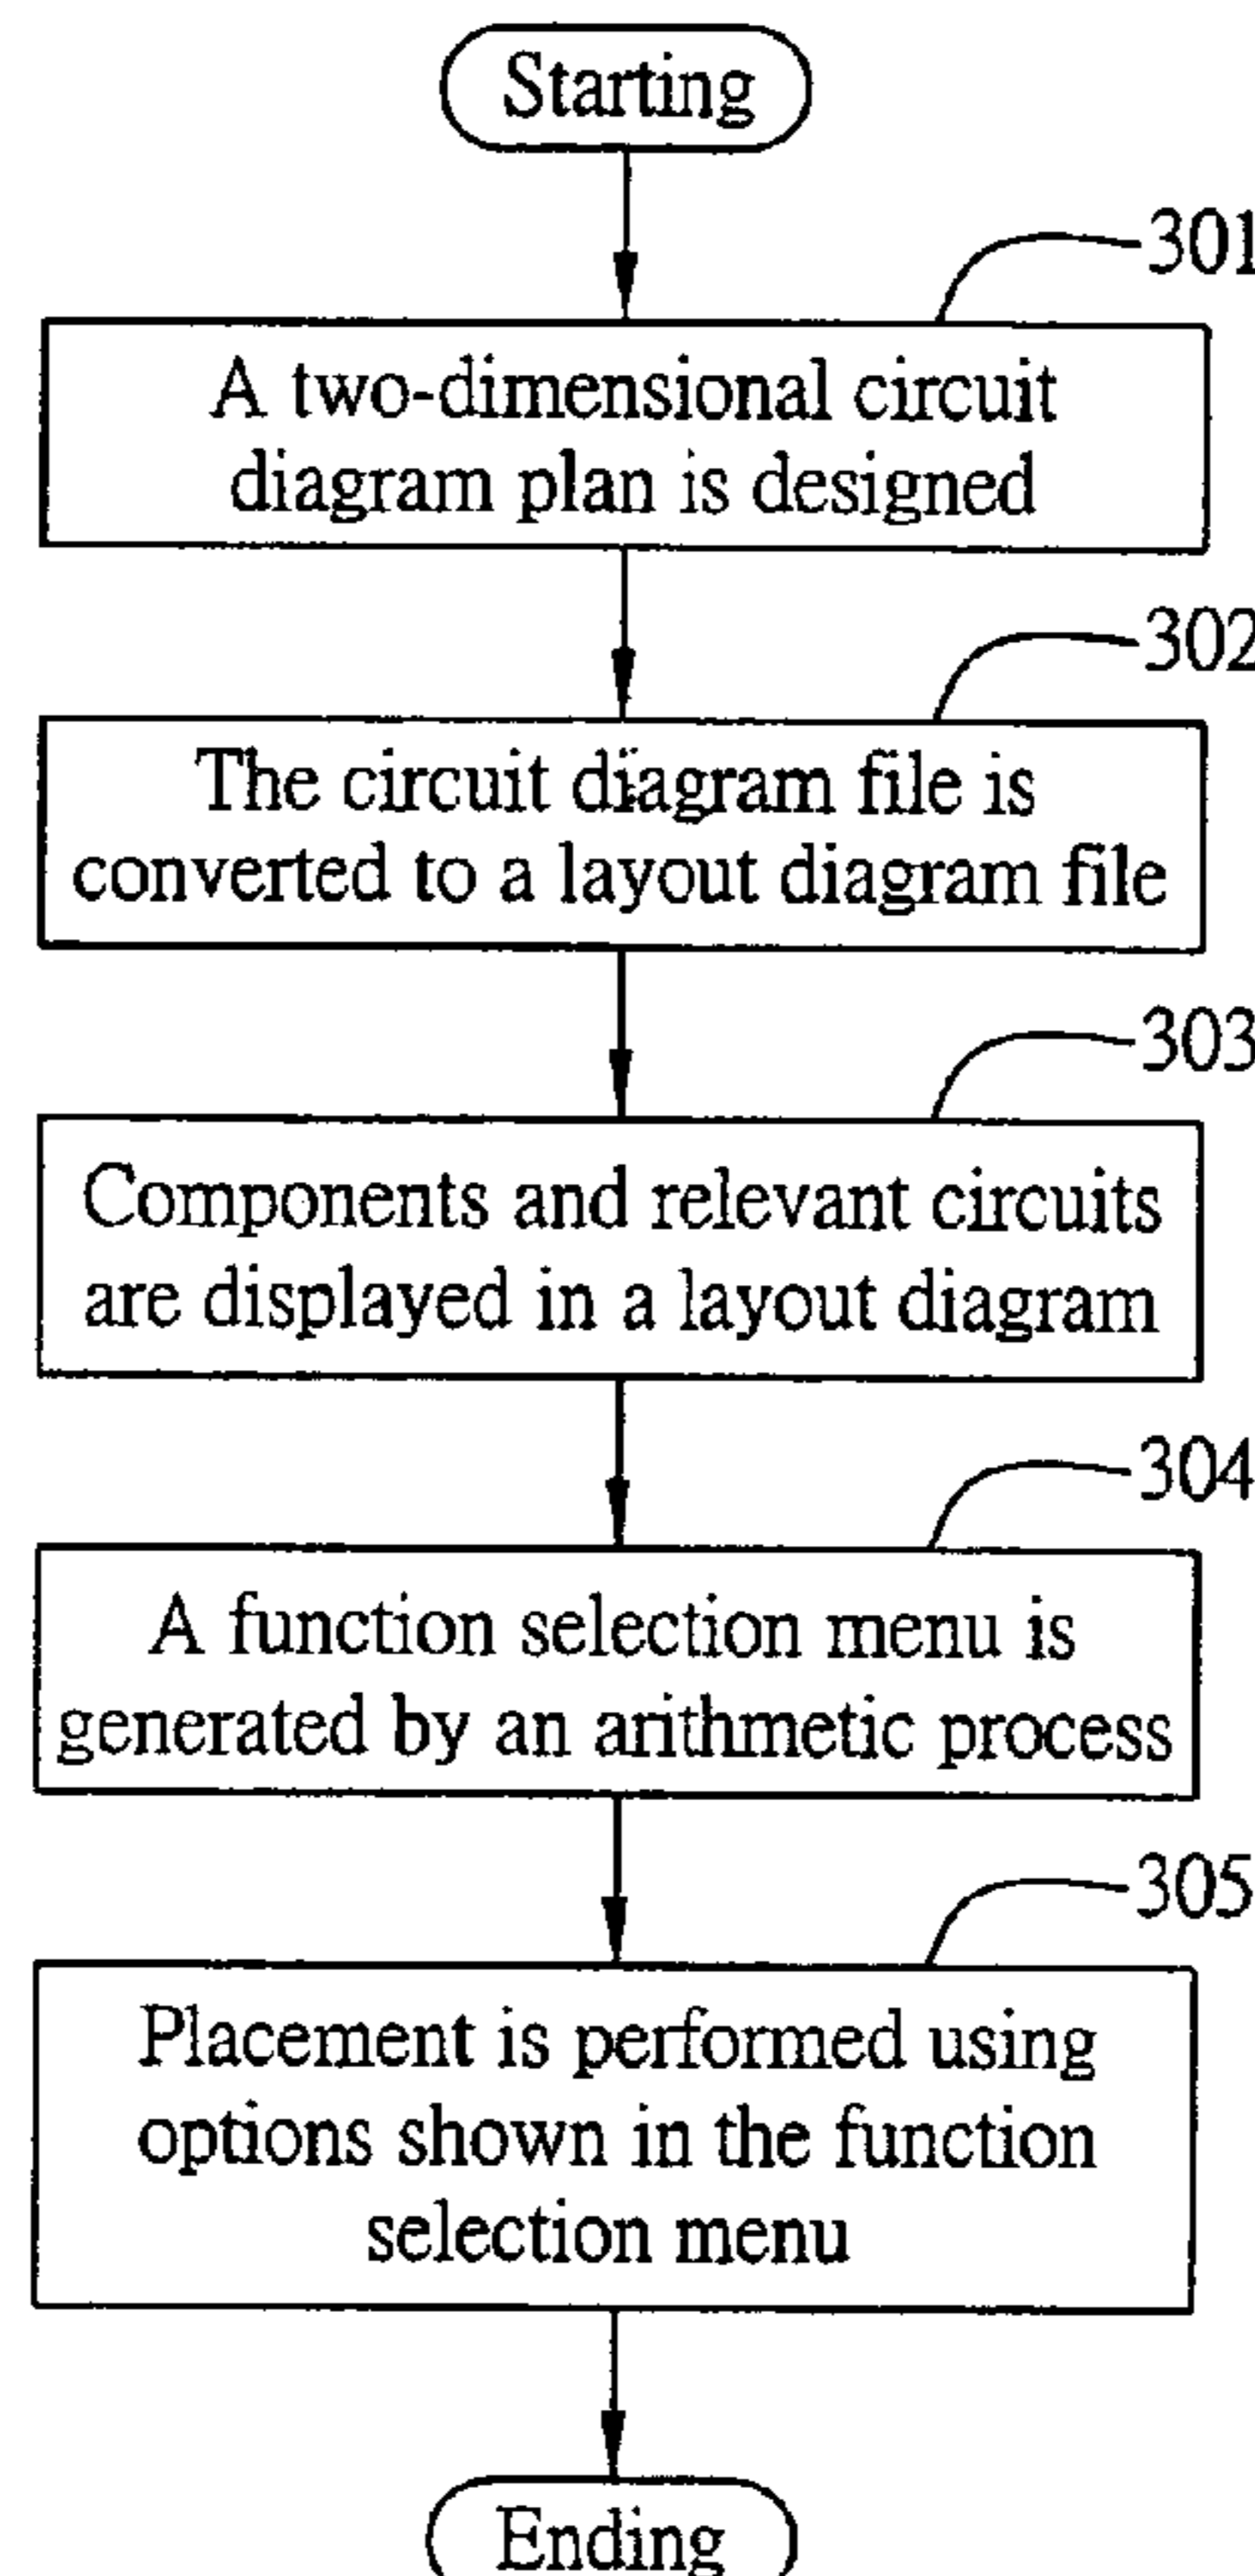 Starting
301
A two-dimensional circuit
diagram plan is designed
302
The circuit diagram file is
converted to a layout diagram file
303
Components and relevant circuits
are displayed in a layout diagram
304
A function selection menu is
generated by an arithmetic process
305
Placement is performed using
options shown in the function
selection menu
Ending